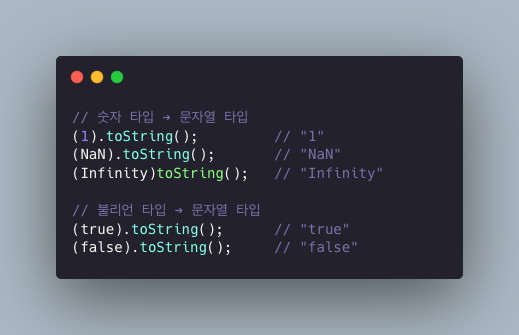 // 숫자 타입 → 문자열 타입
(1).toString();         // "1"
(NaN).toString();       // "NaN"
(Infinity)toString();   // "Infinity"

// 불리언 타입 → 문자열 타입
(true).toString();      // "true"
(false).toString();     // "false"